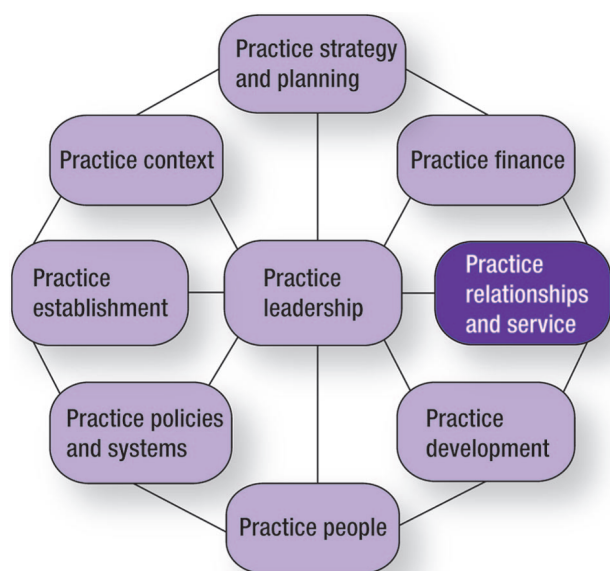 Practice strategy
and planning
Practice context
Practice finance
Practice
establishment
Practice
leadership
Practice
relationships
and service
Practice policies
and systems
Practice
development
Practice people